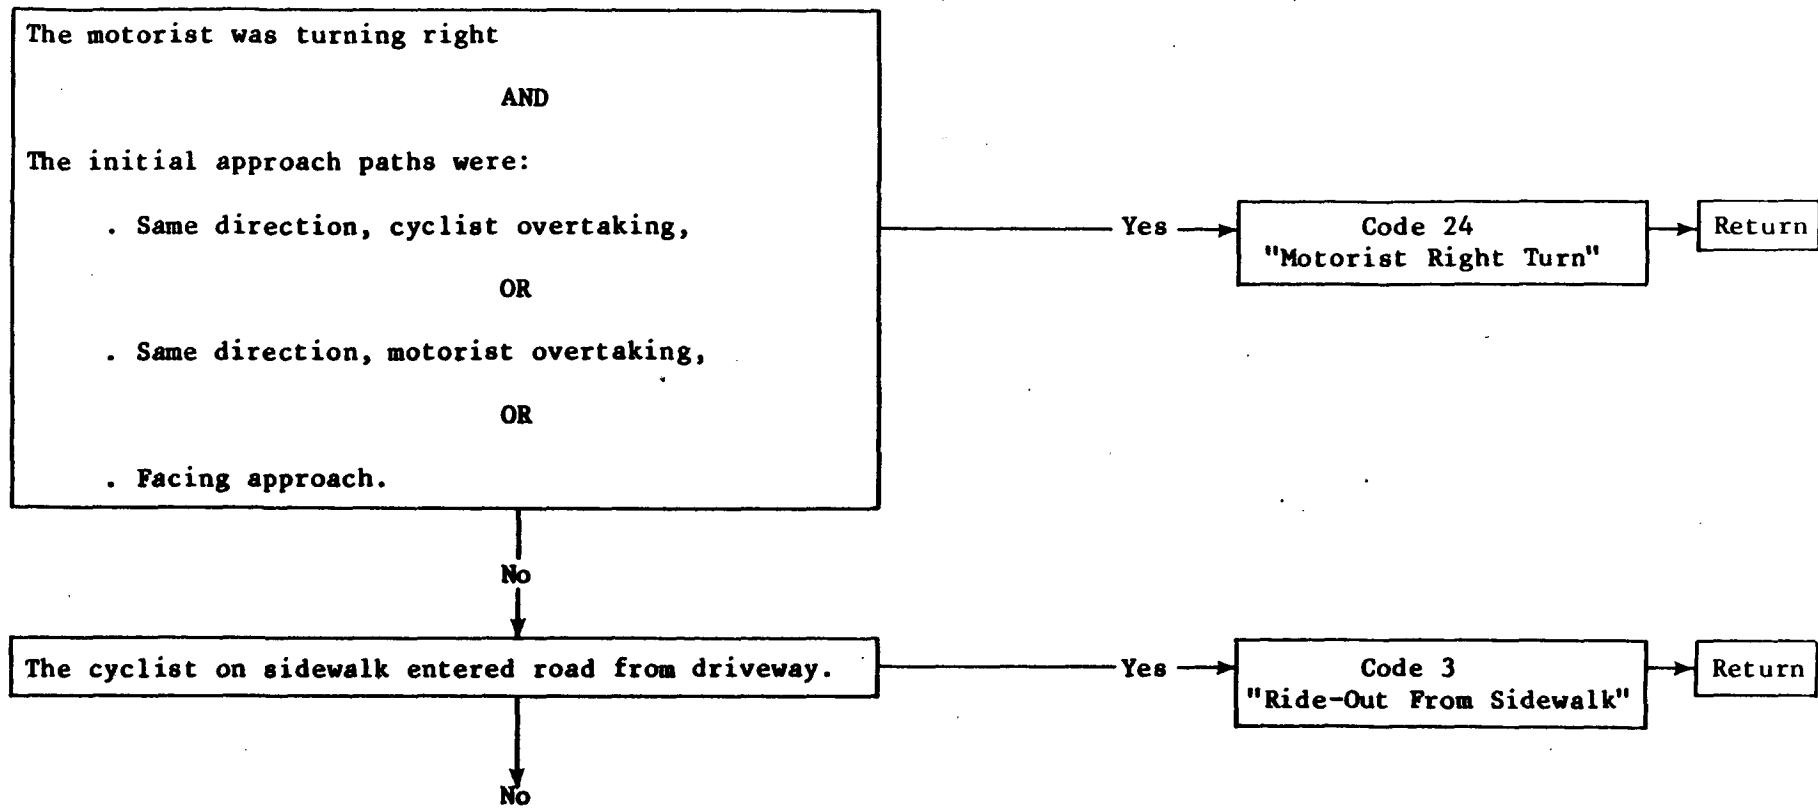 The motorist was turning right
AND
The initial approach paths were:
. Same direction, cyclist overtaking,
OR
. Same direction, motorist overtaking,
OR
. Facing approach.
Yes
Code 24
"Motorist Right Turn"
Return
No
The cyclist on sidewalk entered road from driveway.
Yes
Code 3
"Ride-Out From Sidewalk"
Return
No